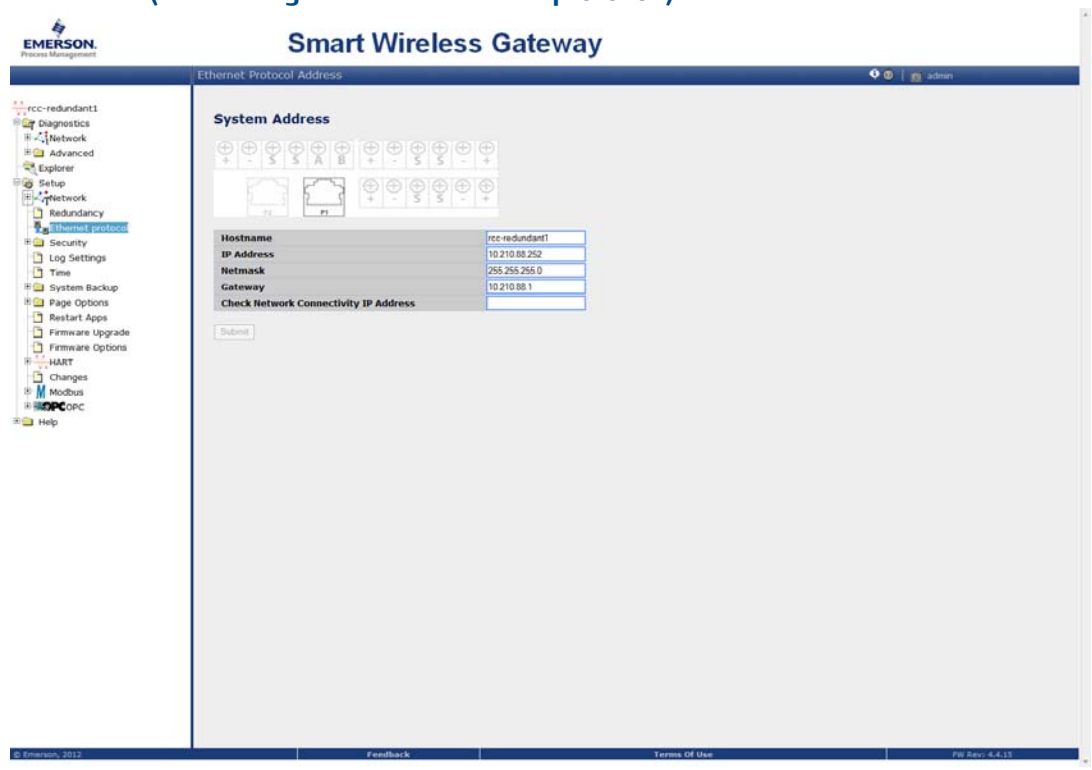 EMERSON.
Process Management
Smart Wireless Gateway
Ethernet Protocol Address
admin
rcc-redundant1
Diagnostics
Network
Advanced
Explorer
Setup
Network
Redundancy
Ethernet protocol
Security
Log Settings
Time
System Backup
Page Options
Restart Apps
Firmware Upgrade
Firmware Options
HART
Changes
M Modbus
OPC OPC
Help
System Address
+ - S S A B + - S S - +
P2 P1 + - S S - +
Hostname rcc-redundant1
IP Address 10.210.88.252
Netmask 255.255.255.0
Gateway 10.210.88.1
Check Network Connectivity IP Address
Submit
© Emerson, 2012 Feedback Terms Of Use FW Rev: 4.4.15